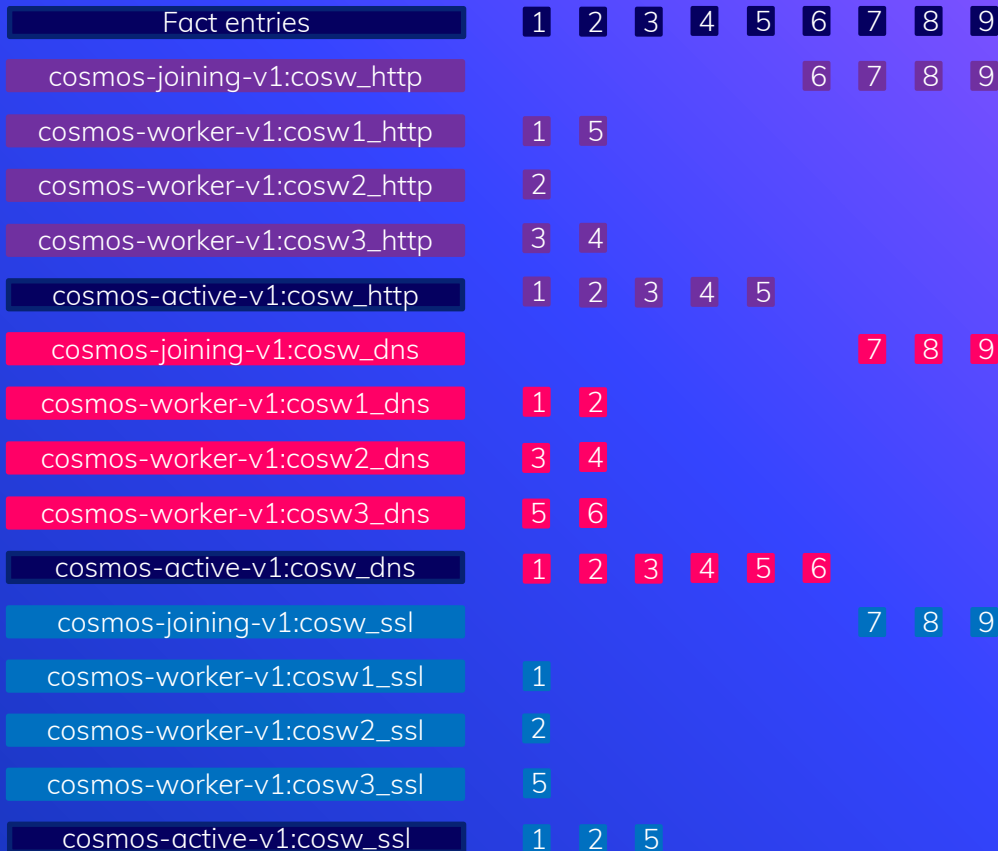 Fact entries 1 2 3 4 5 6 7 8 9
cosmos-joining-v1:cosw_http 6 7 8 9
cosmos-worker-v1:cosw1_http 1 5
cosmos-worker-v1:cosw2_http 2
cosmos-worker-v1:cosw3_http 3 4
cosmos-active-v1:cosw_http 1 2 3 4 5
cosmos-joining-v1:cosw_dns 7 8 9
cosmos-worker-v1:cosw1_dns 1 2
cosmos-worker-v1:cosw2_dns 3 4
cosmos-worker-v1:cosw3_dns 5 6
cosmos-active-v1:cosw_dns 1 2 3 4 5 6
cosmos-joining-v1:cosw_ssl 7 8 9
cosmos-worker-v1:cosw1_ssl 1
cosmos-worker-v1:cosw2_ssl 2
cosmos-worker-v1:cosw3_ssl 5
cosmos-active-v1:cosw_ssl 1 2 5